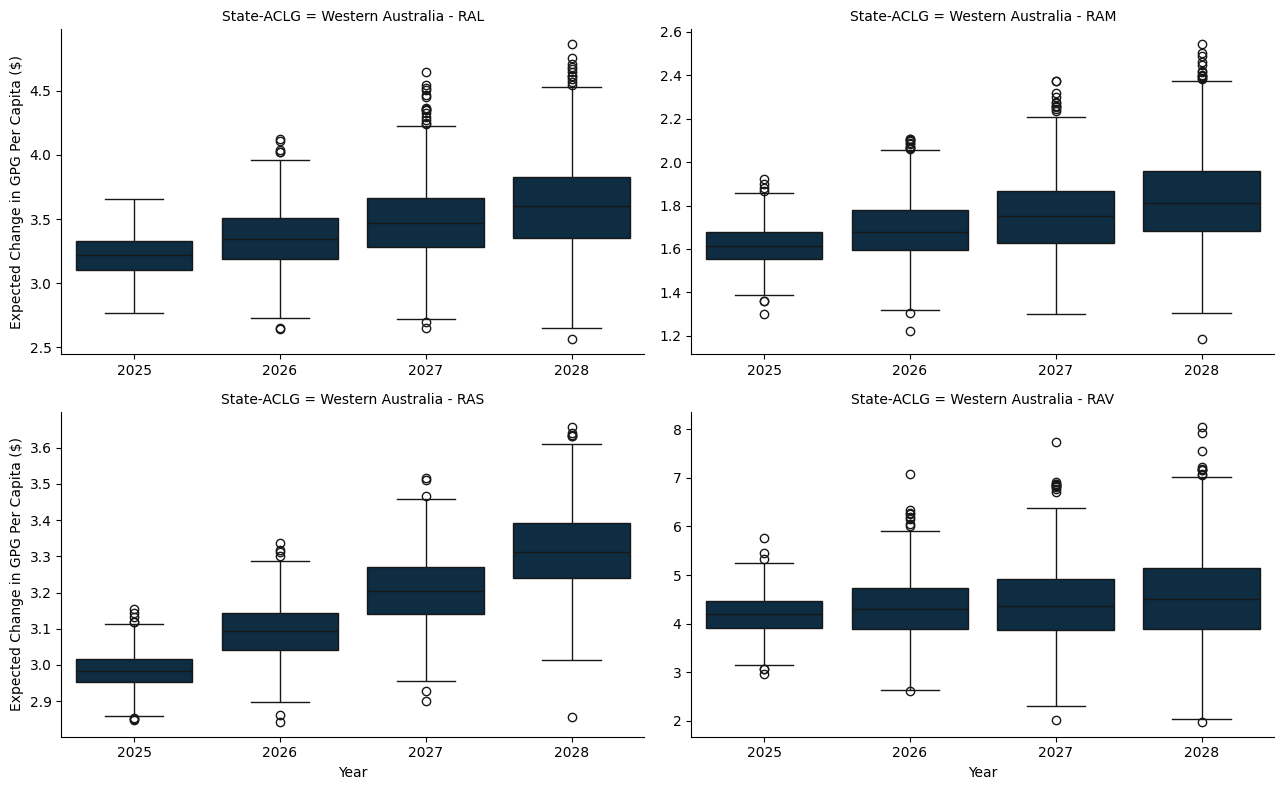 State-ACLG = Western Australia - RAL
Expected Change in GPG Per Capita ($)
4.5
4.0
3.5
3.0
2.5
2025 2026 2027 2028
State-ACLG = Western Australia - RAM
2.6
2.4
2.2
2.0
1.8
1.6
1.4
1.2
2025 2026 2027 2028
State-ACLG = Western Australia - RAS
Expected Change in GPG Per Capita ($)
3.6
3.5
3.4
3.3
3.2
3.1
3.0
2.9
2025 2026 2027 2028
Year
State-ACLG = Western Australia - RAV
8
7
6
5
4
3
2
2025 2026 2027 2028
Year